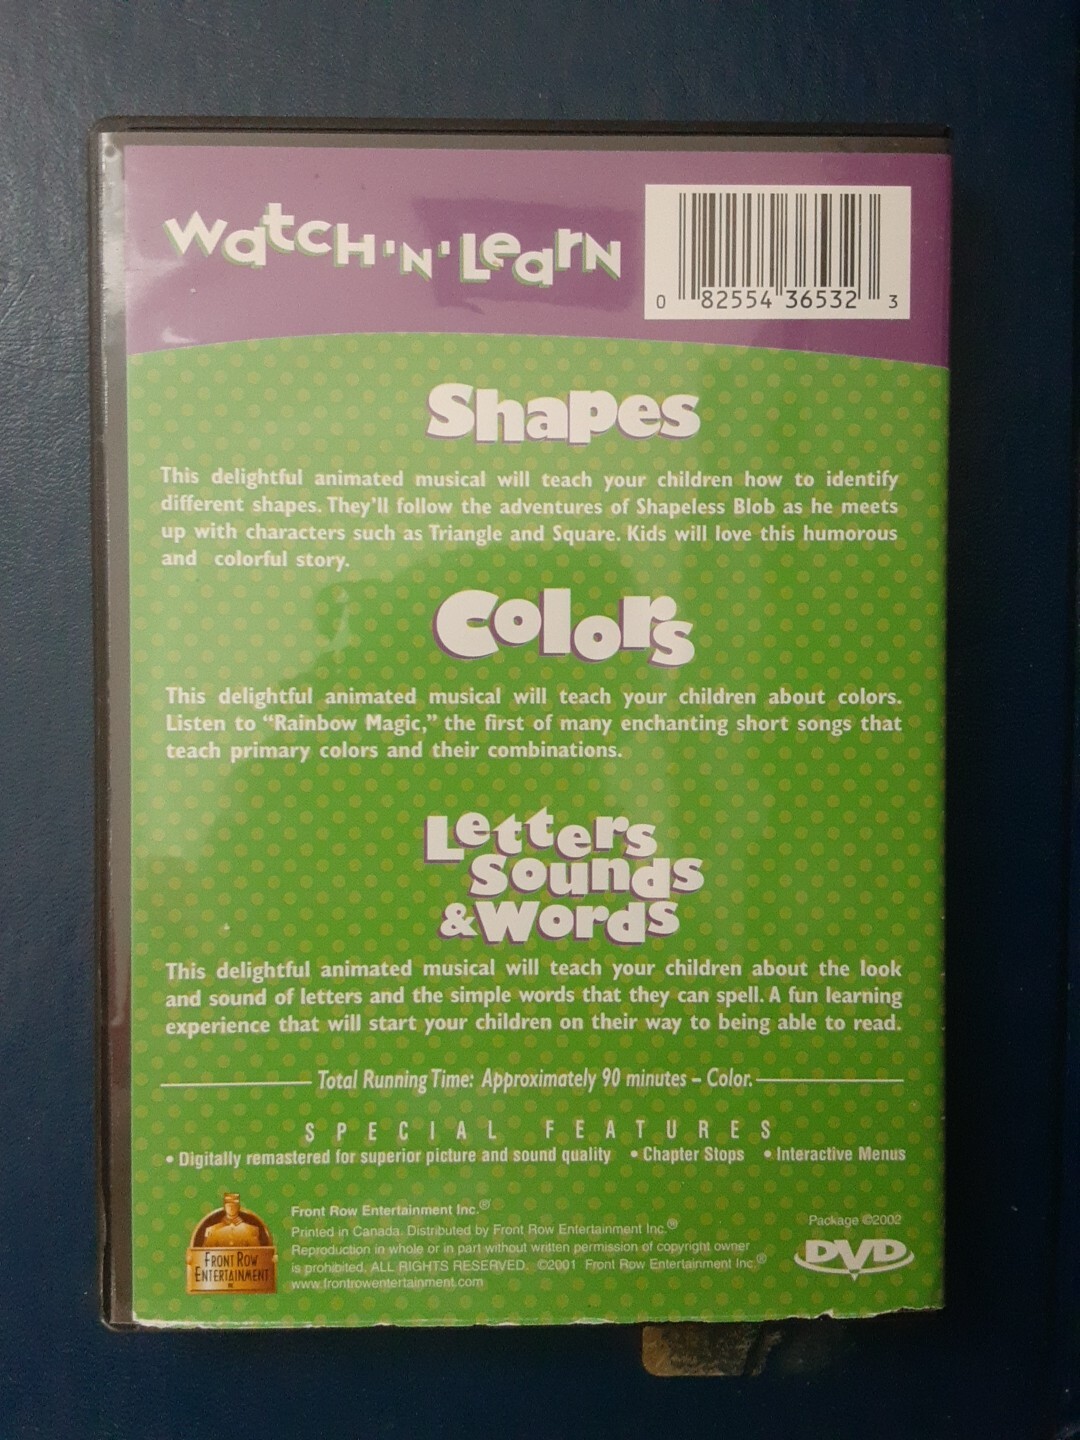 Watch 'N' Learn
0 82554 36532 3
Shapes
This delightful animated musical will teach your children how to identify
different shapes. They'll follow the adventures of Shapeless Blob as he meets
up with characters such as Triangle and Square. Kids will love this humorous
and colorful story.
Colors
This delightful animated musical will teach your children about colors.
Listen to “Rainbow Magic,” the first of many enchanting short songs that
teach primary colors and their combinations.
Letters
Sounds
&Words
This delightful animated musical will teach your children about the look
and sound of letters and the simple words that they can spell. A fun learning
experience that will start your children on their way to being able to read.
Total Running Time: Approximately 90 minutes – Color.
SPECIAL FEATURES
• Digitally remastered for superior picture and sound quality • Chapter Stops • Interactive Menus
Front Row Entertainment Inc.®
Printed in Canada. Distributed by Front Row Entertainment Inc.®
Reproduction in whole or in part without written permission of copyright owner
is prohibited. ALL RIGHTS RESERVED. ©2001 Front Row Entertainment Inc.®
www.frontrowentertainment.com
FRONT ROW
ENTERTAINMENT
INC.
Package ©2002
DVD